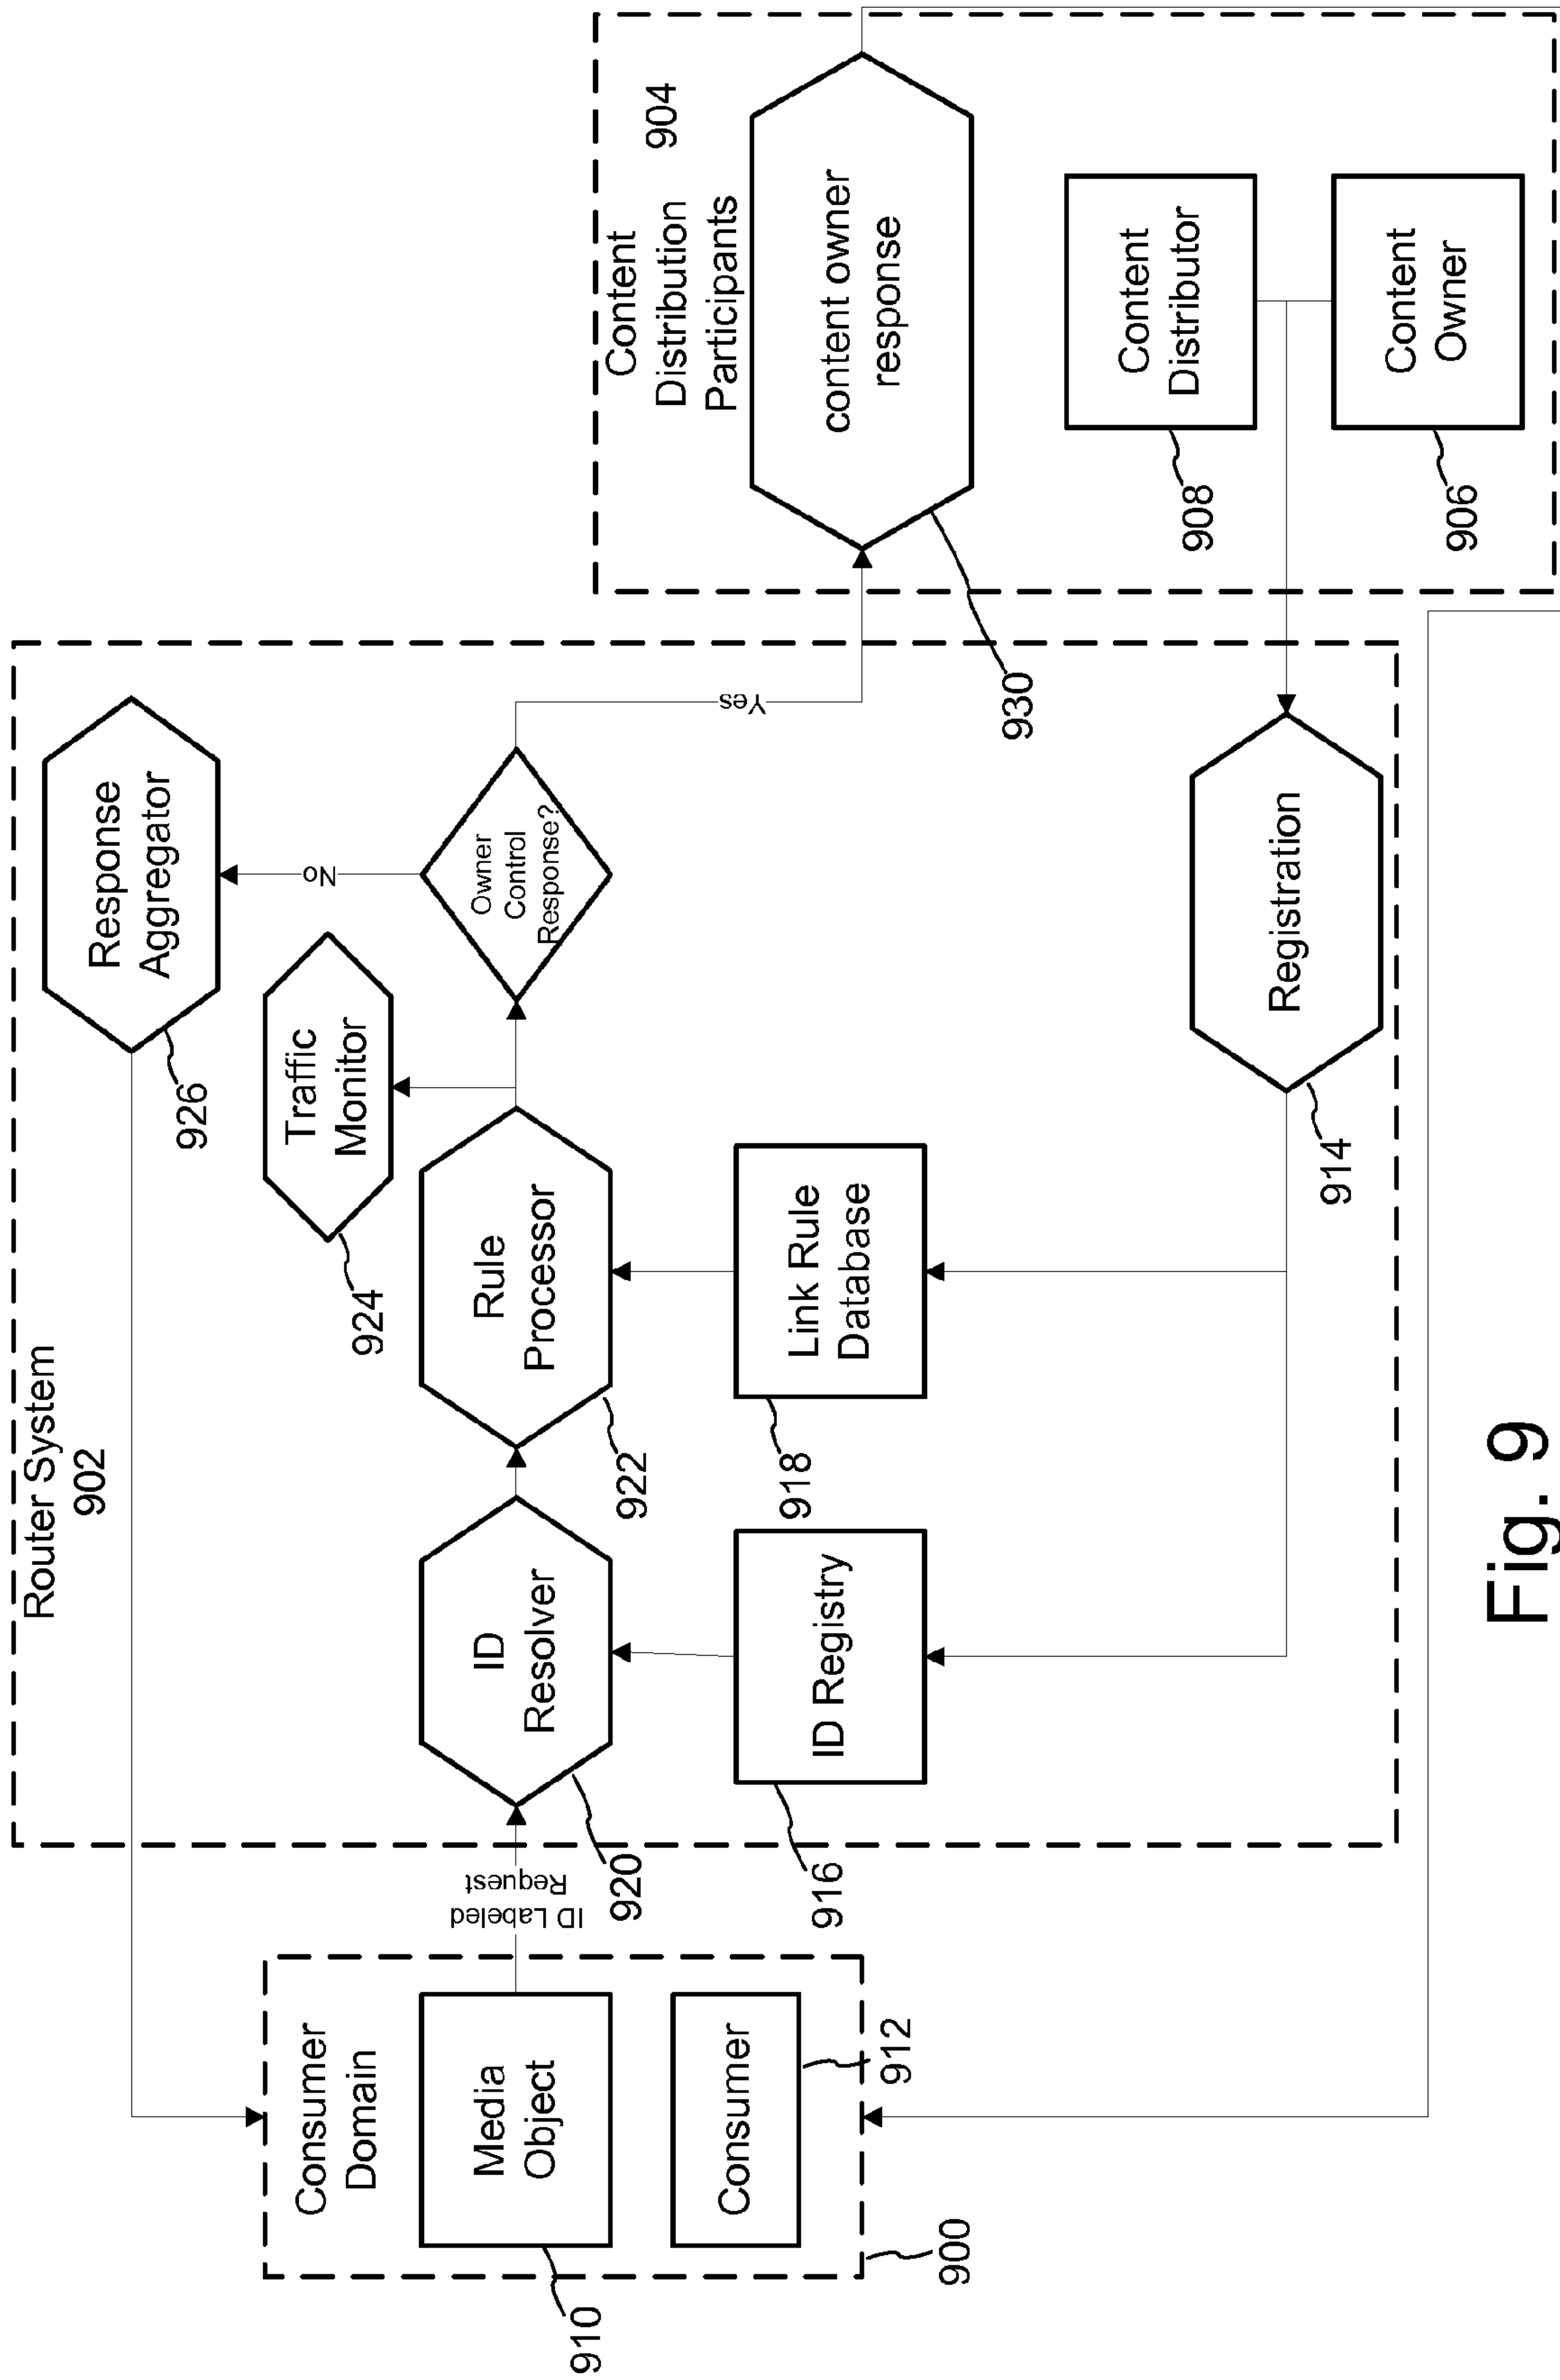 Router System
902
Response
Aggregator
926
Traffic
Monitor
924
Consumer
Domain
Media
Object
910
Consumer
912
900
ID Labeled
Request
ID
Resolver
920
Rule
Processor
922
Owner
Control
Response?
No
Yes
ID Registry
916
Link Rule
Database
918
Registration
914
Content
Distribution
Participants
904
content owner
response
930
Content
Distributor
908
Content
Owner
906
Fig. 9